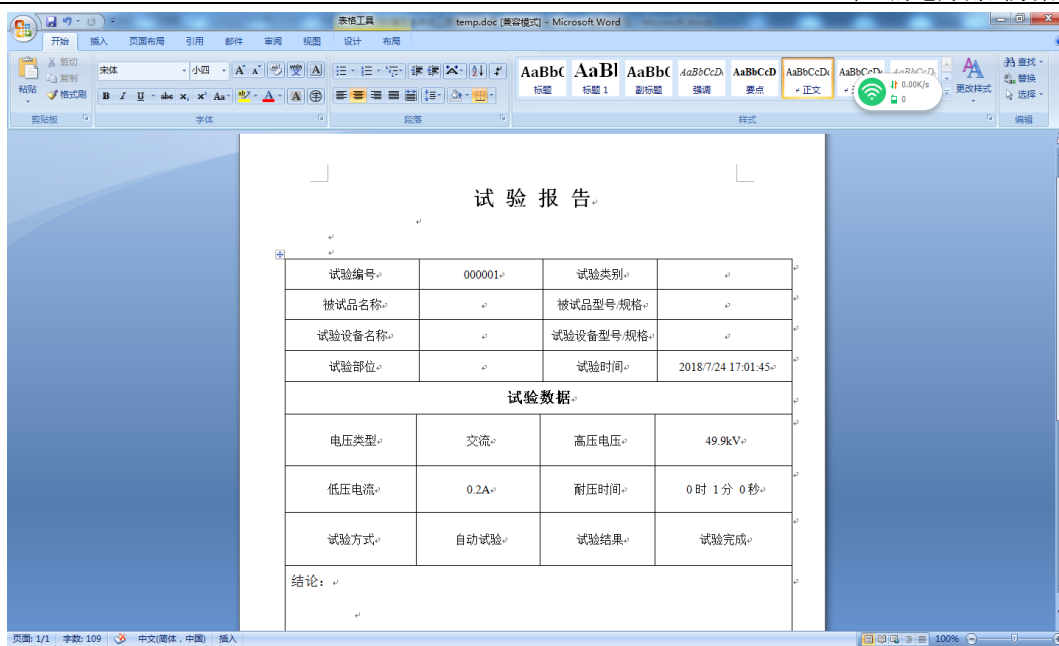 表格工具 temp.doc [兼容模式] - Microsoft Word
开始 插入 页面布局 引用 邮件 审阅 视图 设计 布局
粘贴
剪切
复制
格式刷
宋体 小四
查找
替换
选择
更改样式
AaBb( AaBl AaBb( AaBbCcD AaBbCcD AaBbCcD AaBbCcD AaBbCcD
标题 标题 1 副标题 强调 要点 正文
0.00K/s
0
剪贴板 字体 段落 样式 编辑
试 验 报 告
试验编号 000001 试验类别
被试品名称 被试品型号/规格
试验设备名称 试验设备型号/规格
试验部位 试验时间 2018/7/24 17:01:45
试验数据
电压类型 交流 高压电压 49.9kV
低压电流 0.2A 耐压时间 0时 1分 0秒
试验方式 自动试验 试验结果 试验完成
结论：
页面: 1/1 字数: 109 中文(简体，中国) 插入 100%